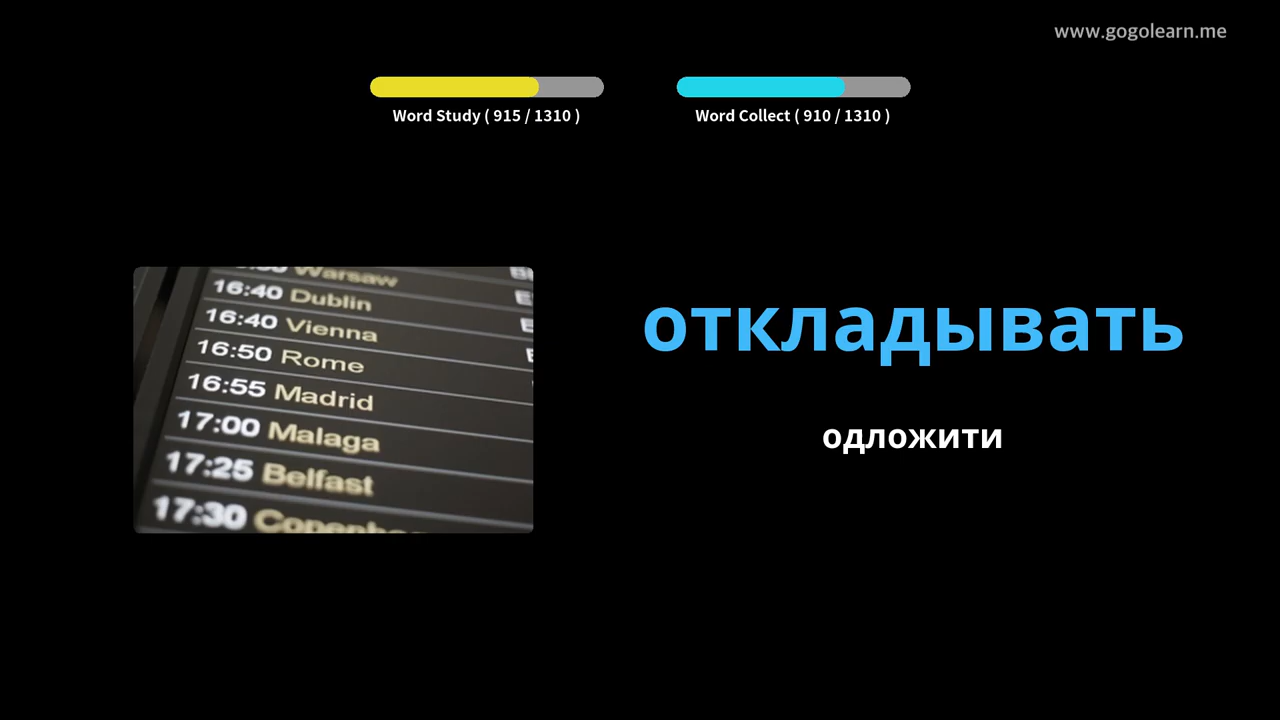 www.gogolearn.me
Word Study ( 915 / 1310 )
Word Collect ( 910 / 1310 )
Warsaw
16:40 Dublin
16:40 Vienna
16:50 Rome
16:55 Madrid
17:00 Malaga
17:25 Belfast
17:30
откладывать
одложити